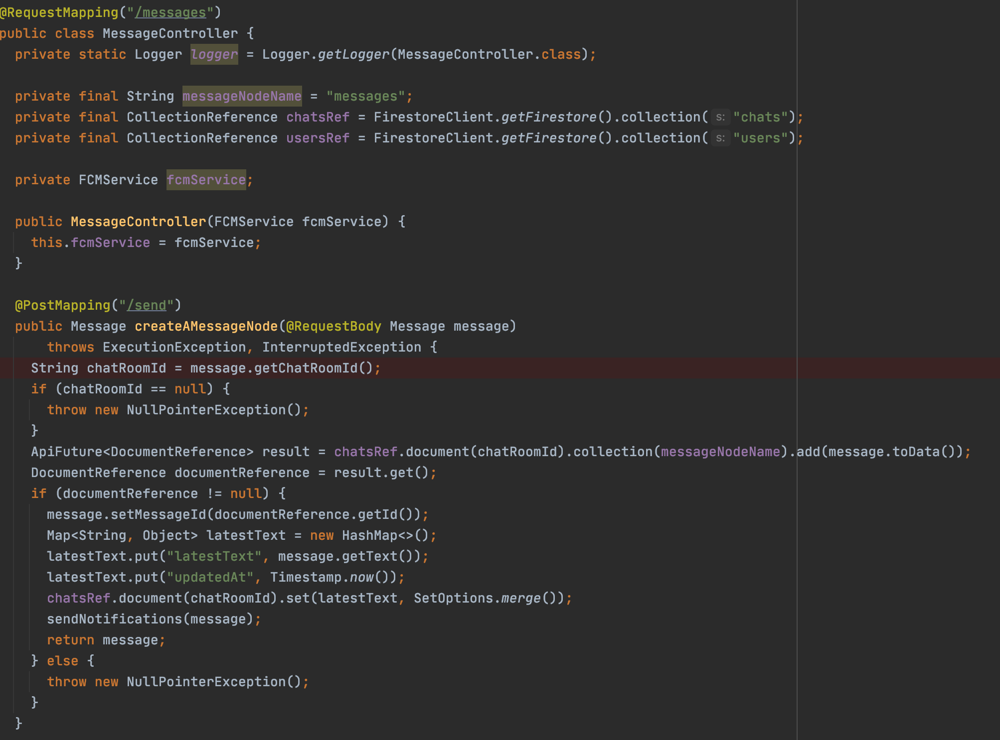 @RequestMapping("/messages")
public class MessageController {
  private static Logger logger = Logger.getLogger(MessageController.class);

  private final String messageNodeName = "messages";
  private final CollectionReference chatsRef = FirestoreClient.getFirestore().collection( s: "chats");
  private final CollectionReference usersRef = FirestoreClient.getFirestore().collection( s: "users");

  private FCMService fcmService;

  public MessageController(FCMService fcmService) {
    this.fcmService = fcmService;
  }

  @PostMapping("/send")
  public Message createAMessageNode(@RequestBody Message message)
      throws ExecutionException, InterruptedException {
    String chatRoomId = message.getChatRoomId();
    if (chatRoomId == null) {
      throw new NullPointerException();
    }
    ApiFuture<DocumentReference> result = chatsRef.document(chatRoomId).collection(messageNodeName).add(message.toData());
    DocumentReference documentReference = result.get();
    if (documentReference != null) {
      message.setMessageId(documentReference.getId());
      Map<String, Object> latestText = new HashMap<>();
      latestText.put("latestText", message.getText());
      latestText.put("updatedAt", Timestamp.now());
      chatsRef.document(chatRoomId).set(latestText, SetOptions.merge());
      sendNotifications(message);
      return message;
    } else {
      throw new NullPointerException();
    }
  }